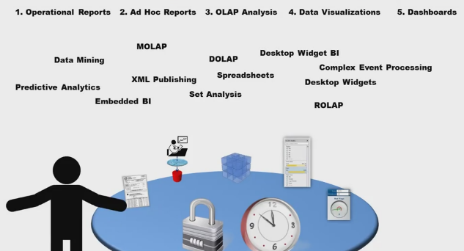 1. Operational Reports 2. Ad Hoc Reports 3. OLAP Analysis 4. Data Visualizations 5. Dashboards
MOLAP
Desktop Widget BI
Data Mining
DOLAP
Complex Event Processing
Spreadsheets
XML Publishing
Desktop Widgets
Predictive Analytics
Set Analysis
Embedded BI
ROLAP